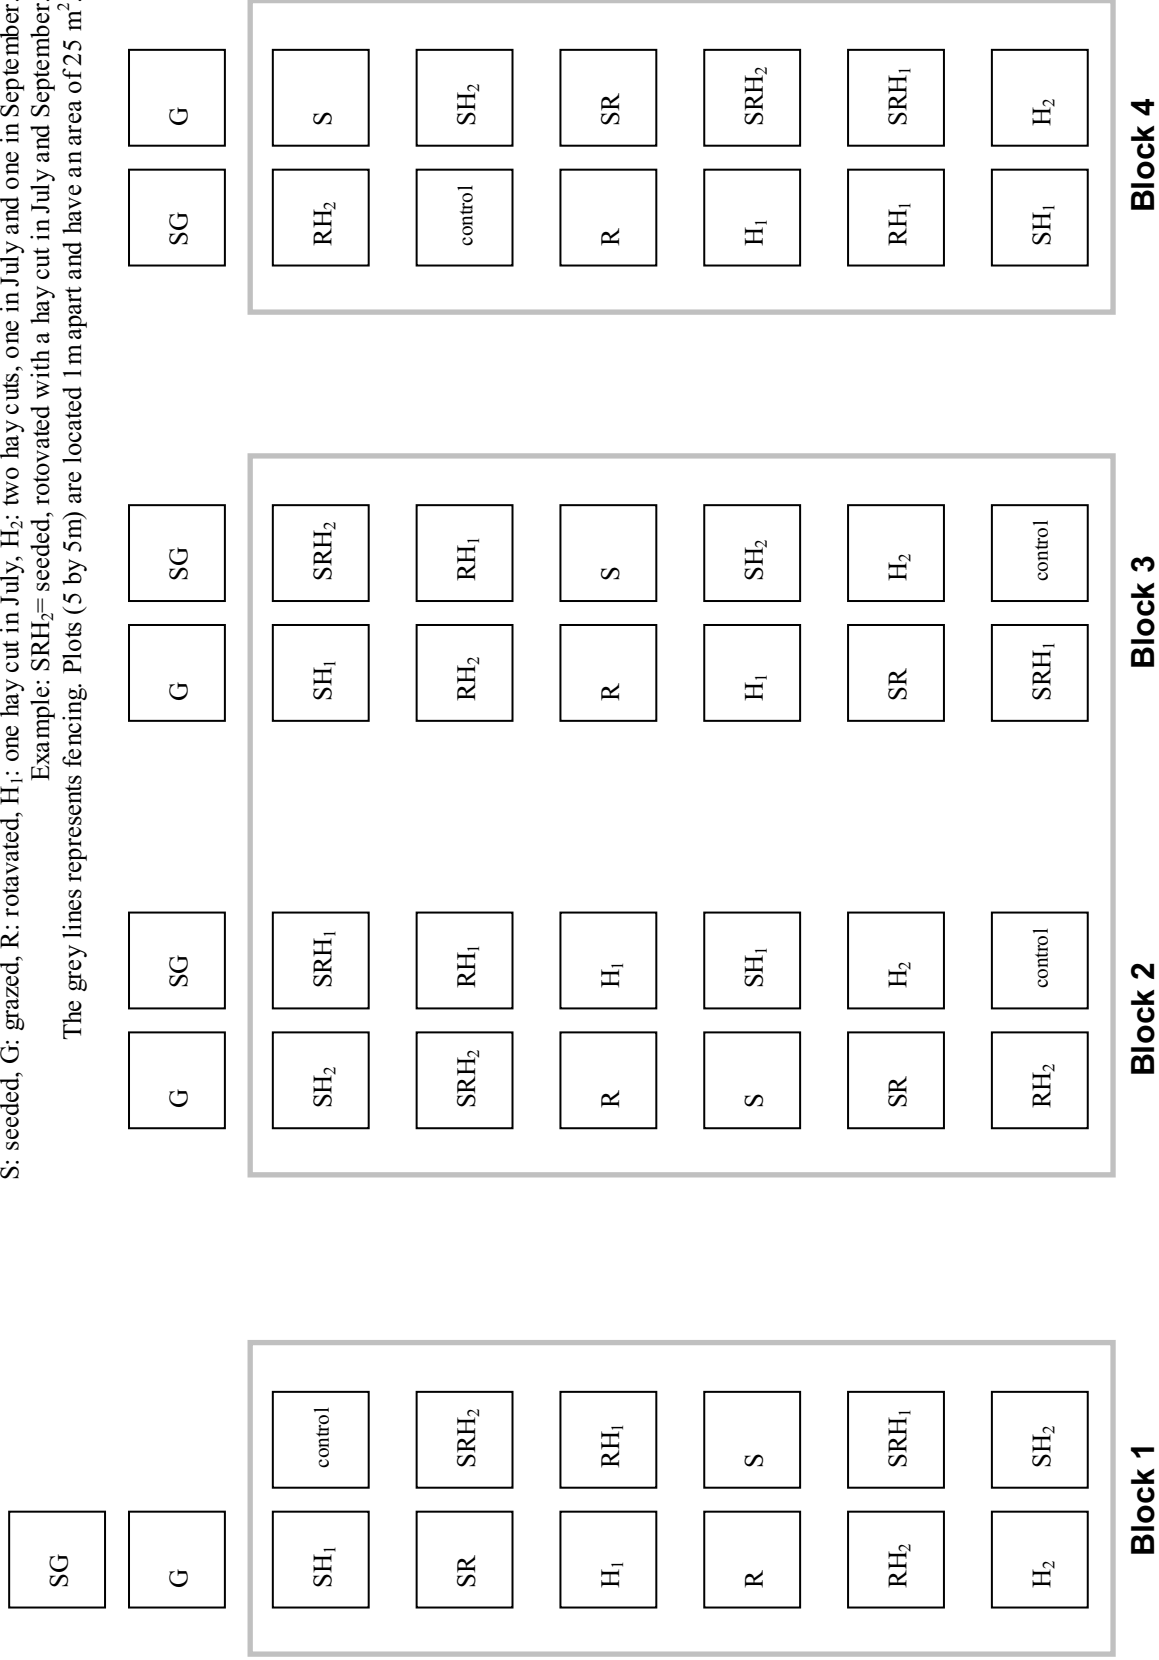 S: seeded, G: grazed, R: rotavated, H₁: one hay cut in July, H₂: two hay cuts, one in July and one in September.
Example: SRH₂= seeded, rotovated with a hay cut in July and September.
The grey lines represents fencing. Plots (5 by 5m) are located 1m apart and have an area of 25 m².
SG
G G SG G SG SG G
SH₁ control SH₂ SRH₁ SH₁ SRH₂ RH₂ S
SR SRH₂ SRH₂ RH₁ RH₂ RH₁ control SH₂
H₁ RH₁ R H₁ R S R SR
R S S SH₁ H₁ SH₂ H₁ SRH₂
RH₂ SRH₁ SR H₂ SR H₂ RH₁ SRH₁
H₂ SH₂ RH₂ control SRH₁ control SH₁ H₂
Block 1 Block 2 Block 3 Block 4